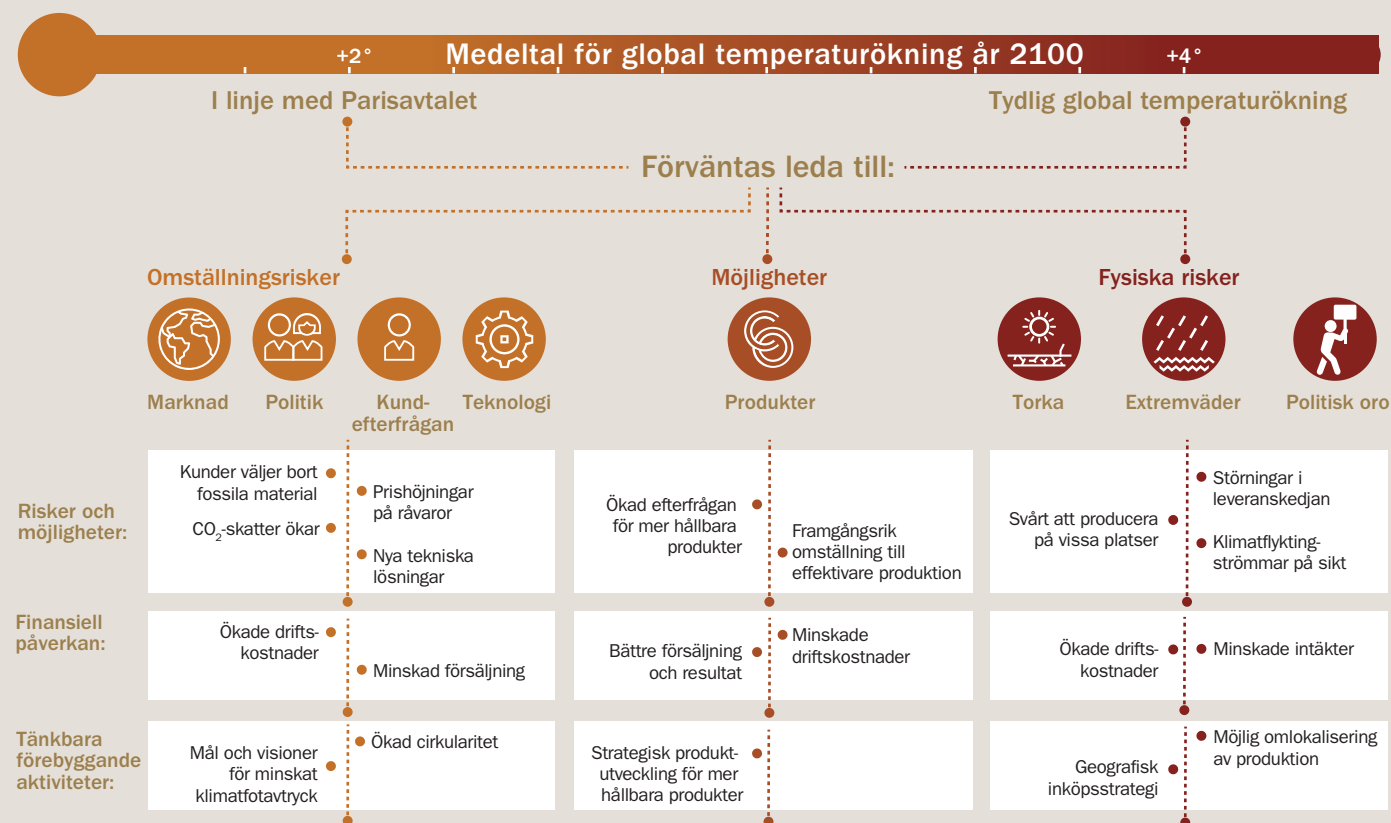 +2°
Medeltal för global temperaturökning år 2100
+4°
I linje med Parisavtalet
Tydlig global temperaturökning
Förväntas leda till:
Omställningsrisker
Marknad
Politik
Kund-
efterfrågan
Teknologi
Möjligheter
Produkter
Fysiska risker
Torka
Extremväder
Politisk oro
Risker och
möjligheter:
Kunder väljer bort
fossila material
CO₂-skatter ökar
Prishöjningar
på råvaror
Nya tekniska
lösningar
Ökad efterfrågan
för mer hållbara
produkter
Framgångsrik
omställning till
effektivare produktion
Svårt att producera
på vissa platser
Störningar i
leveranskedjan
Klimatflykting-
strömmar på sikt
Finansiell
påverkan:
Ökade drifts-
kostnader
Minskad försäljning
Bättre försäljning
och resultat
Minskade
driftskostnader
Ökade drifts-
kostnader
Minskade intäkter
Tänkbara
förebyggande
aktiviteter:
Mål och visioner
för minskat
klimatfotavtryck
Ökad cirkularitet
Strategisk produkt-
utveckling för mer
hållbara produkter
Geografisk
inköpsstrategi
Möjlig omlokalisering
av produktion